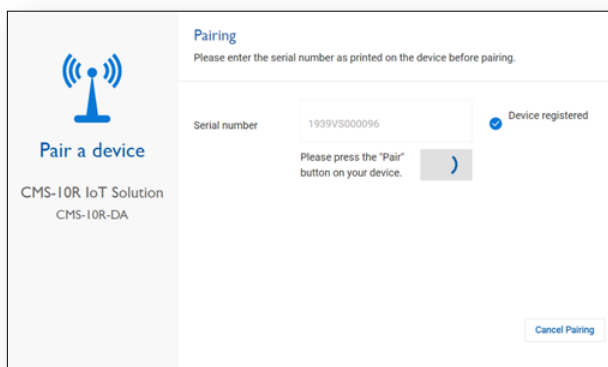 Pair a device
CMS-10R IoT Solution
CMS-10R-DA
Pairing
Please enter the serial number as printed on the device before pairing.
Serial number
1939VS000096
Device registered
Please press the "Pair"
button on your device.
Cancel Pairing